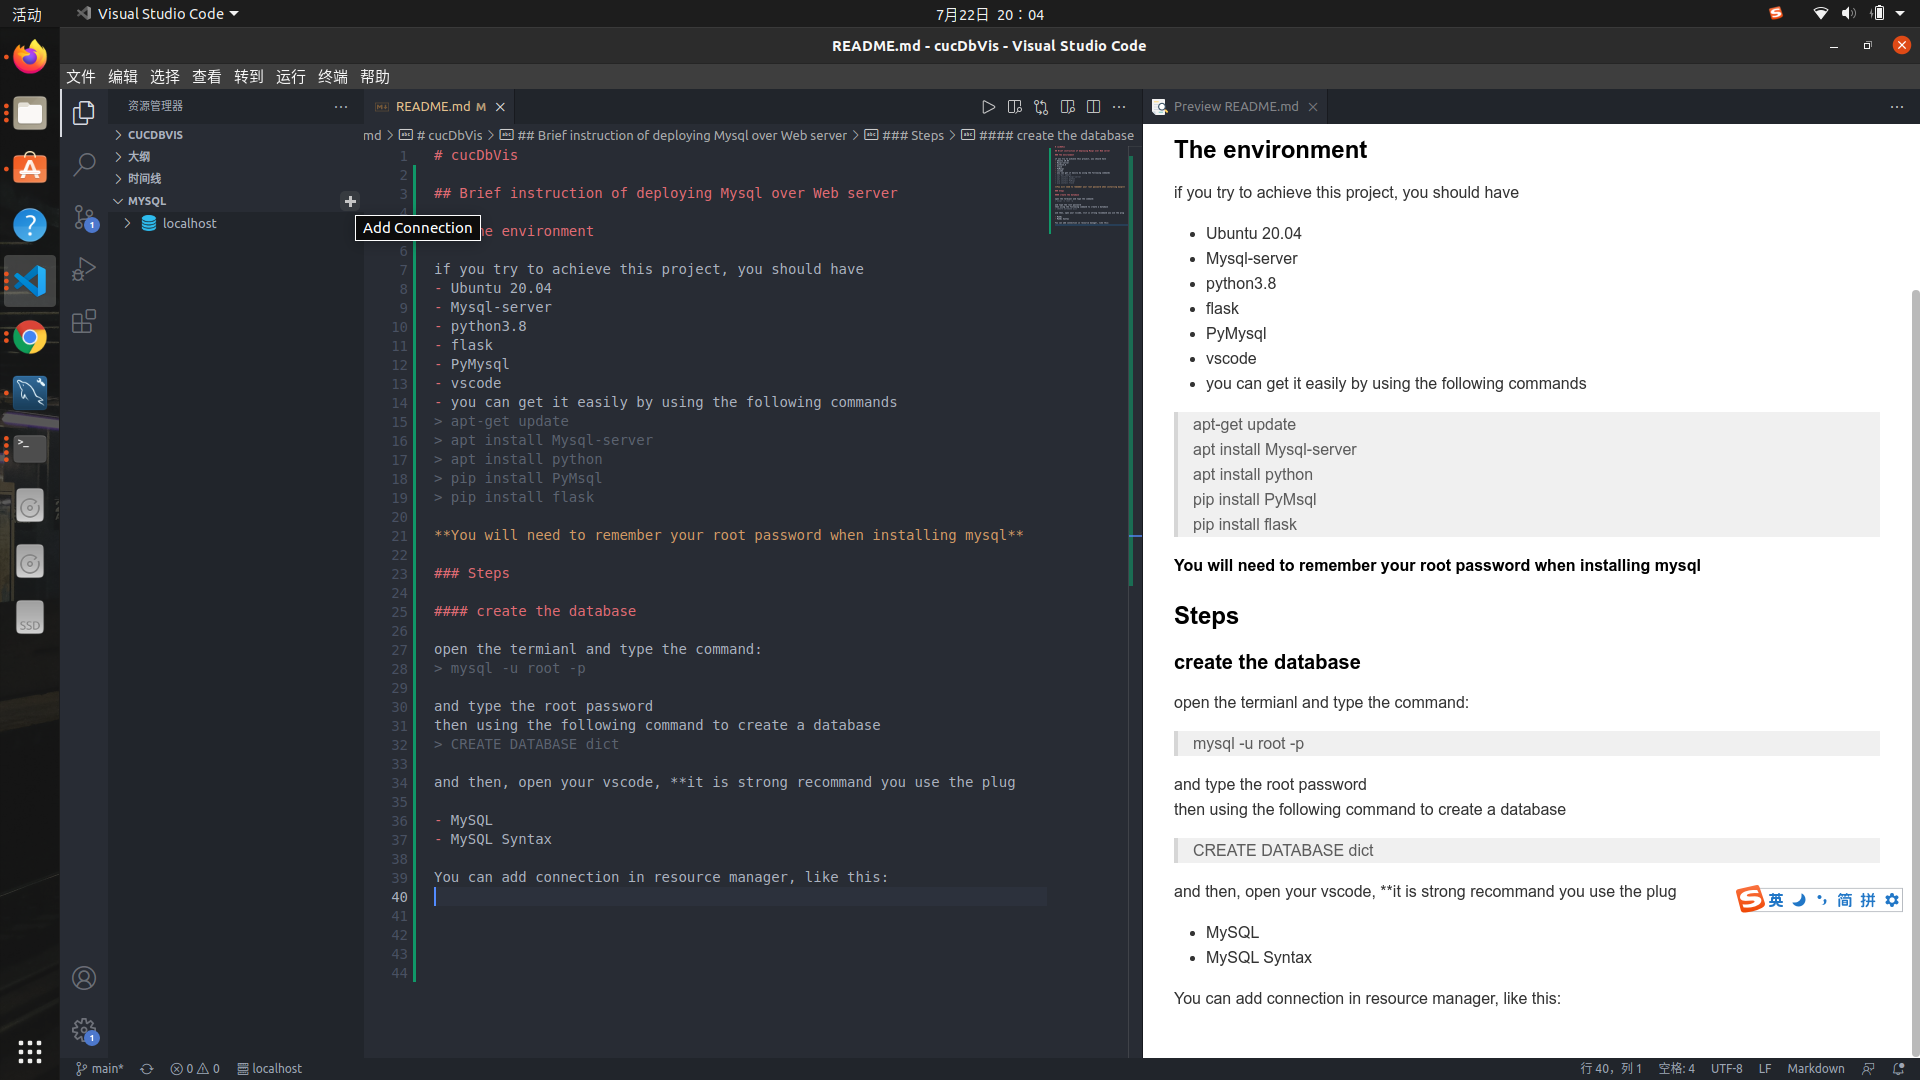 活动
Visual Studio Code
7月22日 20：04
README.md - cucDbVis - Visual Studio Code
文件 编辑 选择 查看 转到 运行 终端 帮助
资源管理器
CUCDBVIS
大纲
时间线
MYSQL
localhost
Add Connection
README.md M
md > # cucDbVis > ## Brief instruction of deploying Mysql over Web server > ### Steps > #### create the database
1 # cucDbVis
2
3 ## Brief instruction of deploying Mysql over Web server
ne environment
6
7 if you try to achieve this project, you should have
8 - Ubuntu 20.04
9 - Mysql-server
10 - python3.8
11 - flask
12 - PyMysql
13 - vscode
14 - you can get it easily by using the following commands
15 > apt-get update
16 > apt install Mysql-server
17 > apt install python
18 > pip install PyMsql
19 > pip install flask
20
21 **You will need to remember your root password when installing mysql**
22
23 ### Steps
24
25 #### create the database
26
27 open the termianl and type the command:
28 > mysql -u root -p
29
30 and type the root password
31 then using the following command to create a database
32 > CREATE DATABASE dict
33
34 and then, open your vscode, **it is strong recommand you use the plug
35
36 - MySQL
37 - MySQL Syntax
38
39 You can add connection in resource manager, like this:
40
41
42
43
44
Preview README.md
The environment
if you try to achieve this project, you should have
• Ubuntu 20.04
• Mysql-server
• python3.8
• flask
• PyMysql
• vscode
• you can get it easily by using the following commands
apt-get update
apt install Mysql-server
apt install python
pip install PyMsql
pip install flask
You will need to remember your root password when installing mysql
Steps
create the database
open the termianl and type the command:
mysql -u root -p
and type the root password
then using the following command to create a database
CREATE DATABASE dict
and then, open your vscode, **it is strong recommand you use the plug
• MySQL
• MySQL Syntax
You can add connection in resource manager, like this:
英 简 拼
SSD
1
1
main* 0 0 localhost
行 40，列 1 空格: 4 UTF-8 LF Markdown